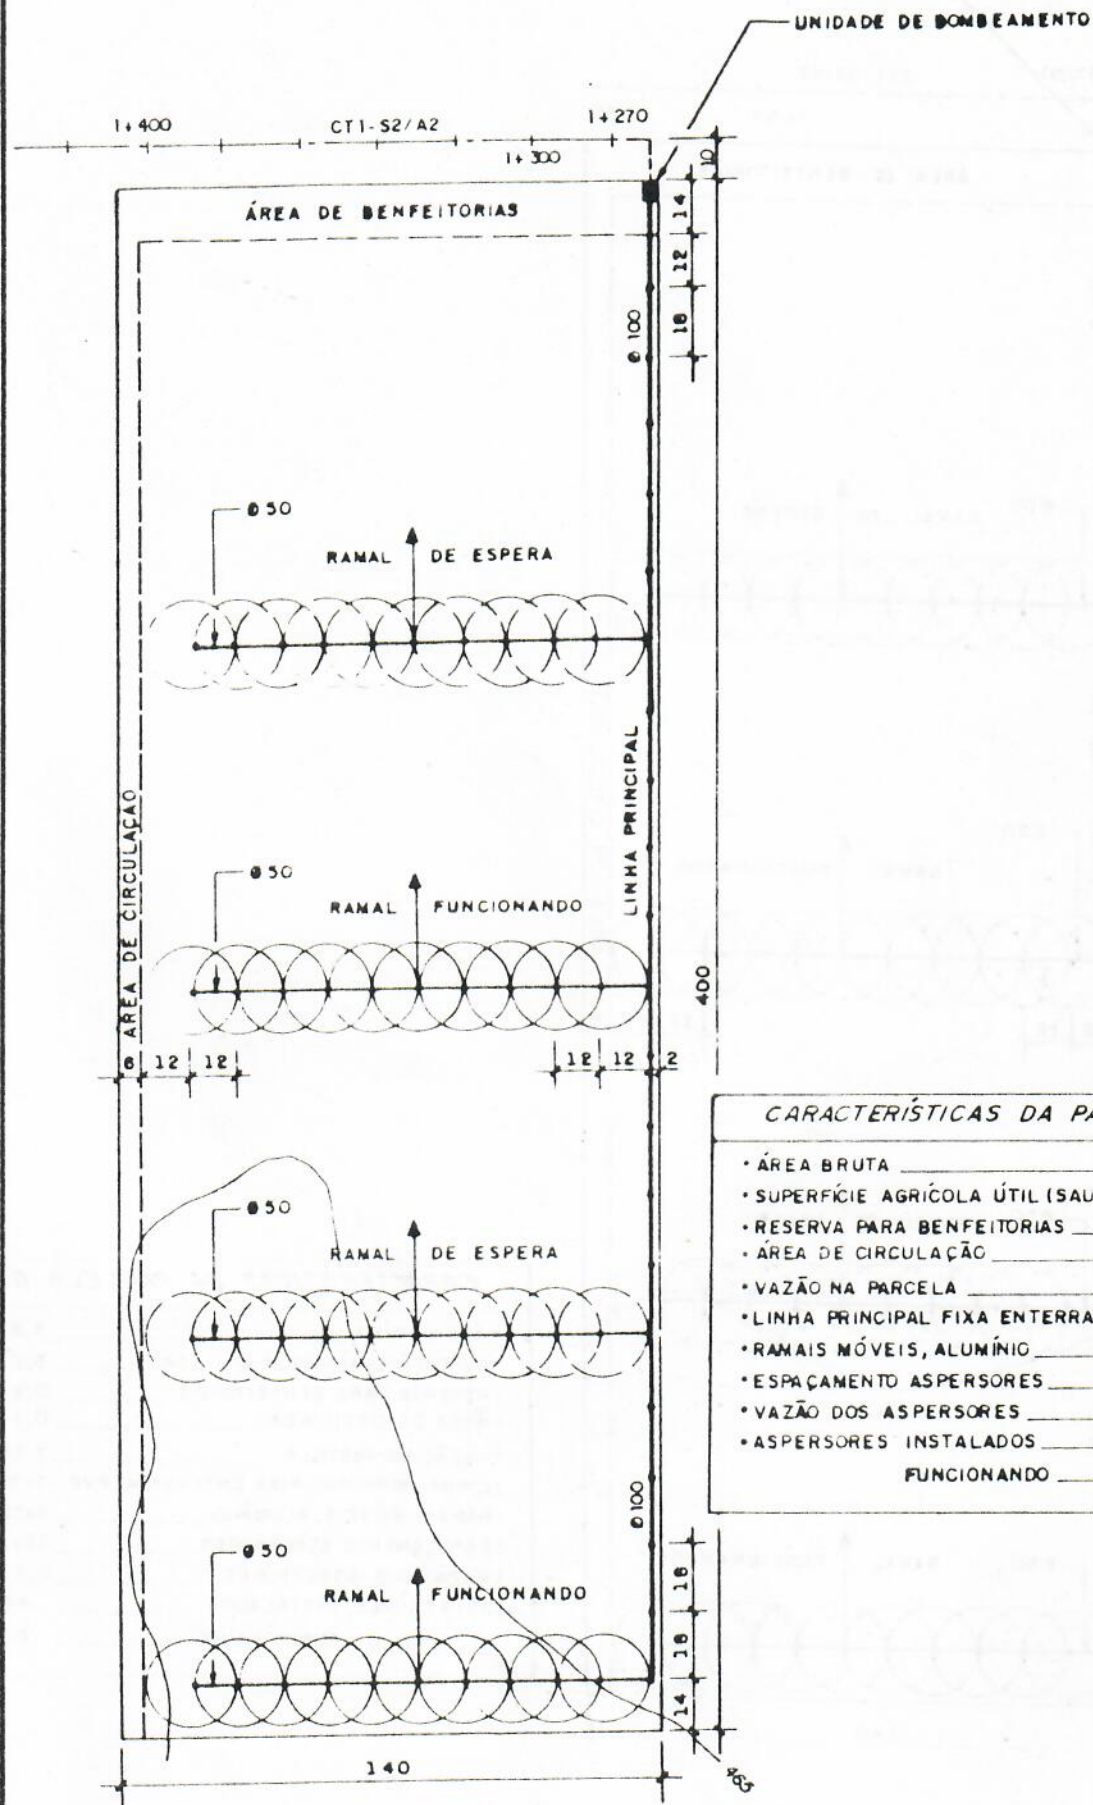 UNIDADE DE BOMBEAMENTO
1+400
CT1-S2/A2
1+270
1+300
10
ÁREA DE BENFEITORIAS
14
12
18
Ø 100
Ø 50
RAMAL DE ESPERA
LINHA PRINCIPAL
ÁREA DE CIRCULAÇÃO
Ø 50
RAMAL FUNCIONANDO
400
6 12 12
12 12 2
CARACTERÍSTICAS DA PA
• ÁREA BRUTA
• SUPERFÍCIE AGRÍCOLA ÚTIL (SAU
• RESERVA PARA BENFEITORIAS
• ÁREA DE CIRCULAÇÃO
• VAZÃO NA PARCELA
• LINHA PRINCIPAL FIXA ENTERRA
• RAMAIS MÓVEIS, ALUMÍNIO
• ESPAÇAMENTO ASPERSORES
• VAZÃO DOS ASPERSORES
• ASPERSORES INSTALADOS
FUNCIONANDO
Ø 50
RAMAL DE ESPERA
Ø 100
Ø 50
RAMAL FUNCIONANDO
18
18
14
140
465